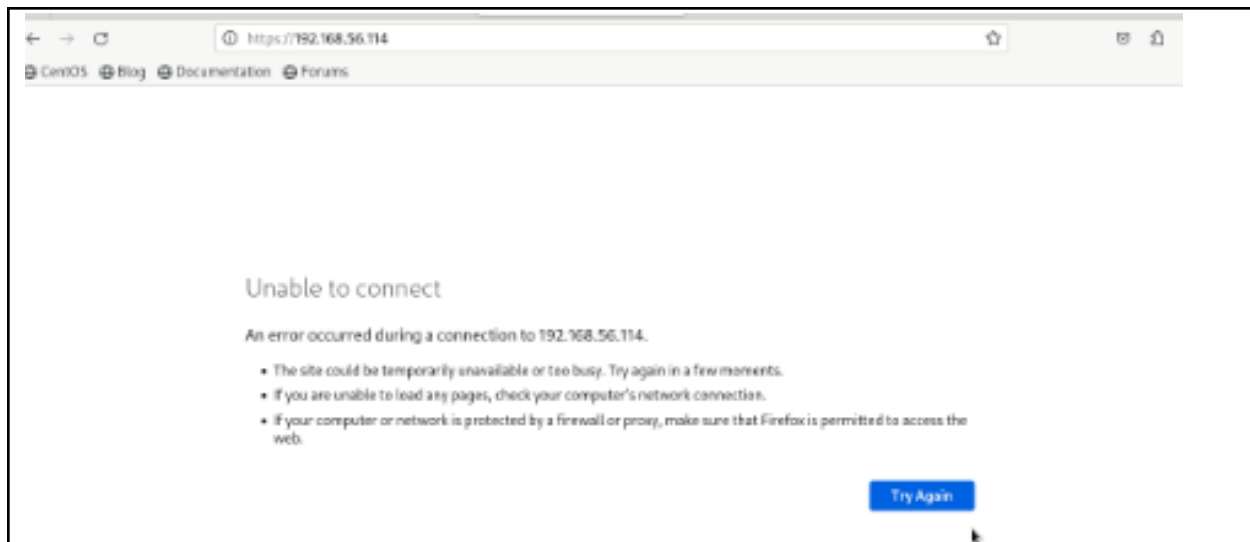 https://192.168.56.114
CentOS Blog Documentation Forums
Unable to connect
An error occurred during a connection to 192.168.56.114.
• The site could be temporarily unavailable or too busy. Try again in a few moments.
• If you are unable to load any pages, check your computer's network connection.
• If your computer or network is protected by a firewall or proxy, make sure that Firefox is permitted to access the
web.
Try Again